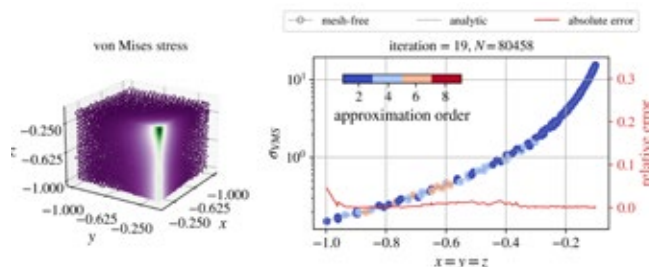 mesh-free analytic absolute error
von Mises stress
iteration = 19, N = 80458
−0.250
−0.625
−1.000
−1.000
−0.625
−0.250
y
−1.000
−0.625
−0.250
x
10¹
10⁰
σVMS
2 4 6 8
approximation order
0.3
0.2
0.1
0.0
relative error
−1.0 −0.8 −0.6 −0.4 −0.2
x = y = z